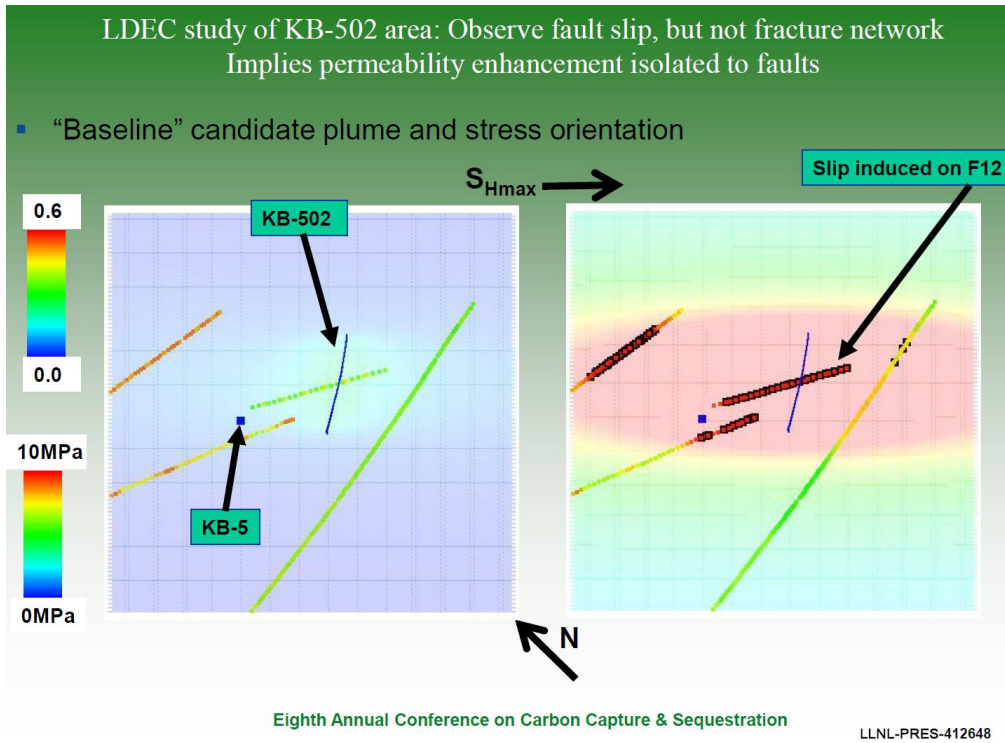 LDEC study of KB-502 area: Observe fault slip, but not fracture network
Implies permeability enhancement isolated to faults
"Baseline" candidate plume and stress orientation
SHmax
Slip induced on F12
0.6
KB-502
0.0
10MPa
KB-5
0MPa
N
Eighth Annual Conference on Carbon Capture & Sequestration
LLNL-PRES-412648